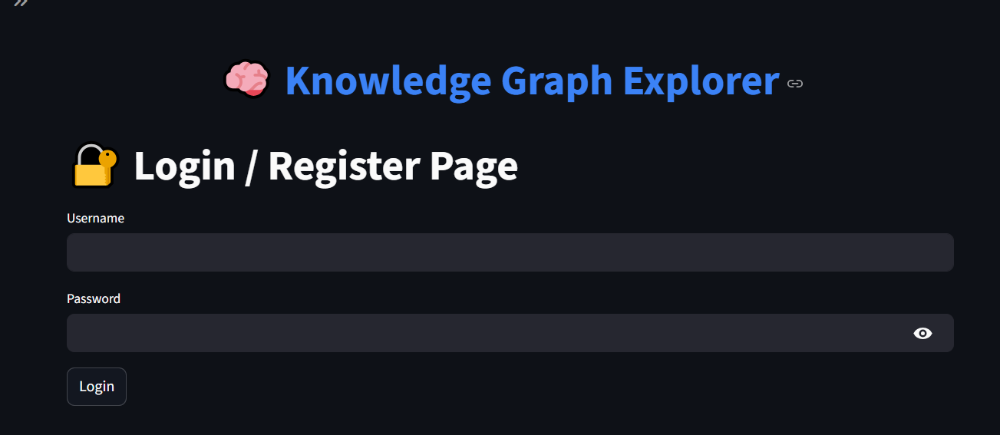 Knowledge Graph Explorer
Login / Register Page
Username
Password
Login